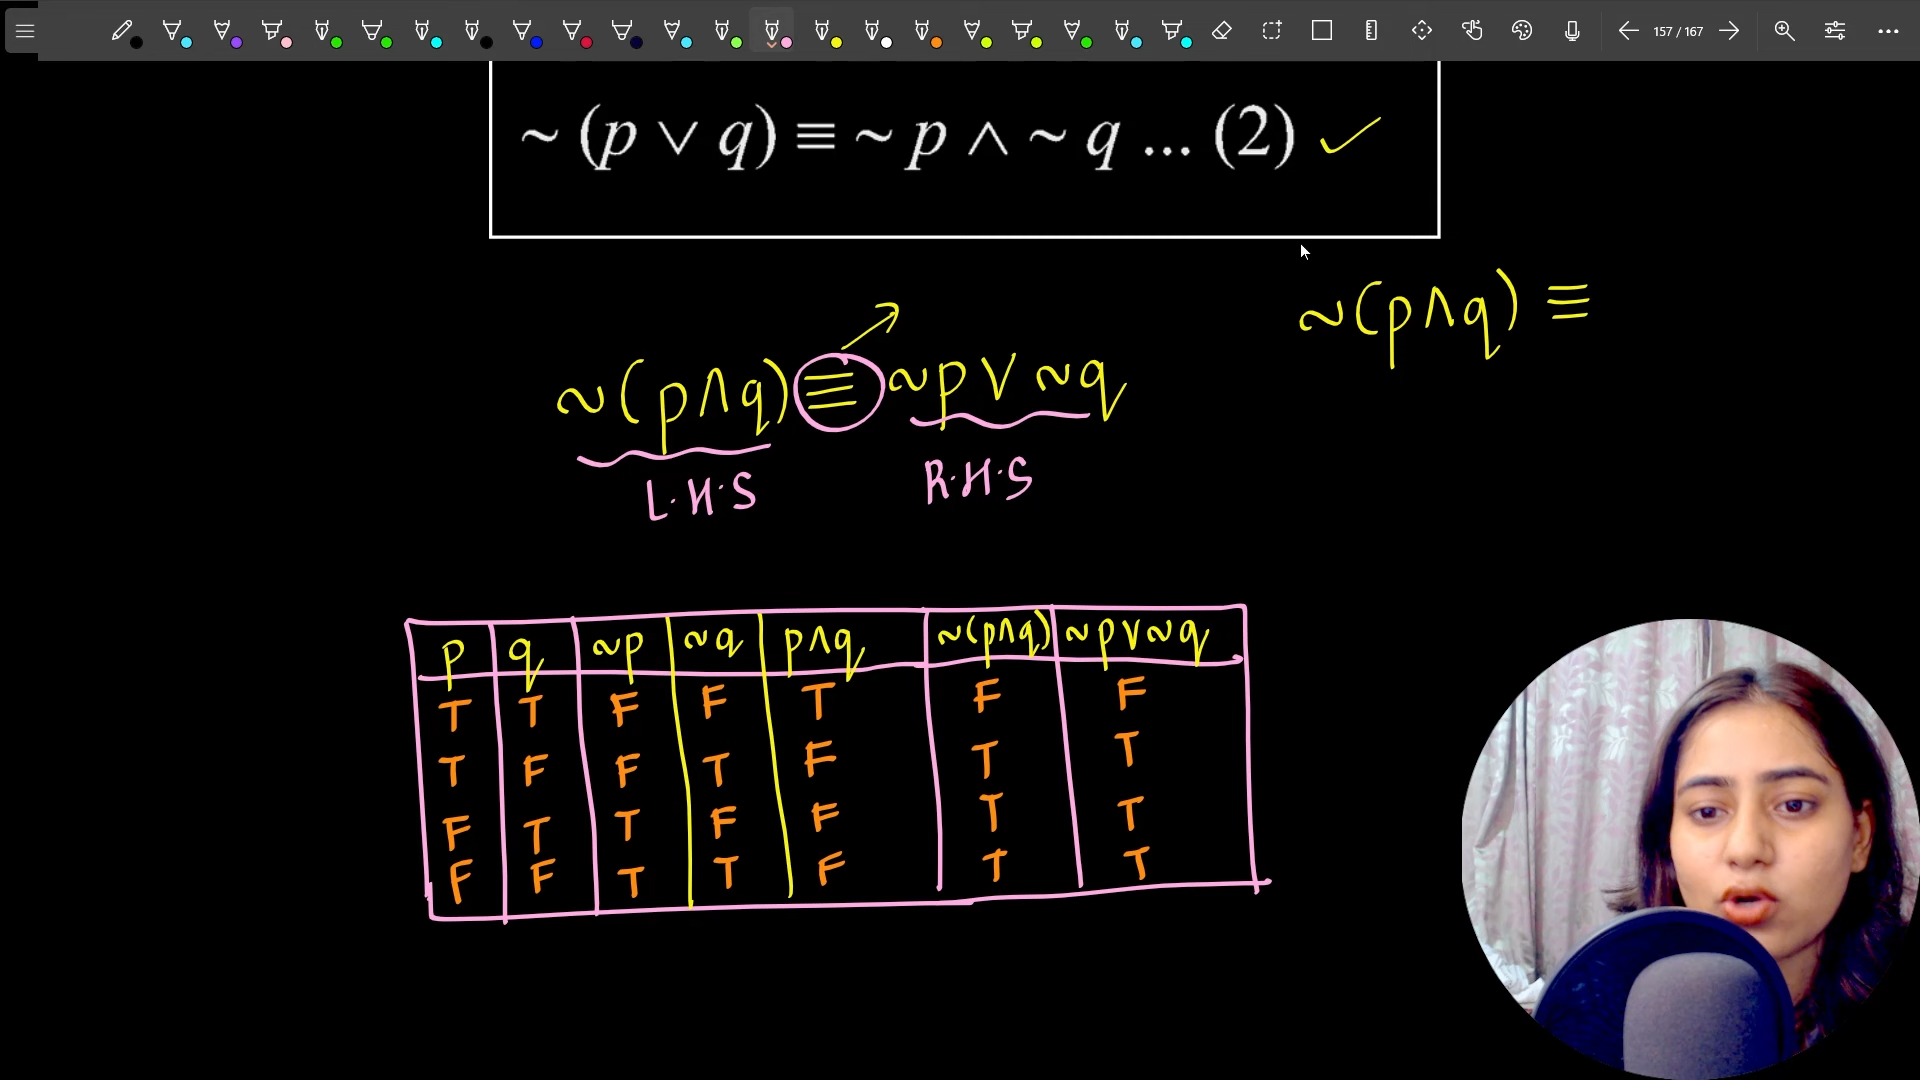 157 / 167
~ (p ∨ q) ≡ ~ p ∧ ~ q ... (2) ✓
~(p∧q) ≡
~(p∧q) ≡ ~p∨~q
L.H.S R.H.S
p q ~p ~q p∧q ~(p∧q) ~p∨~q
T T F F T F F
T F F T F T T
F T T F F T T
F F T T F T T